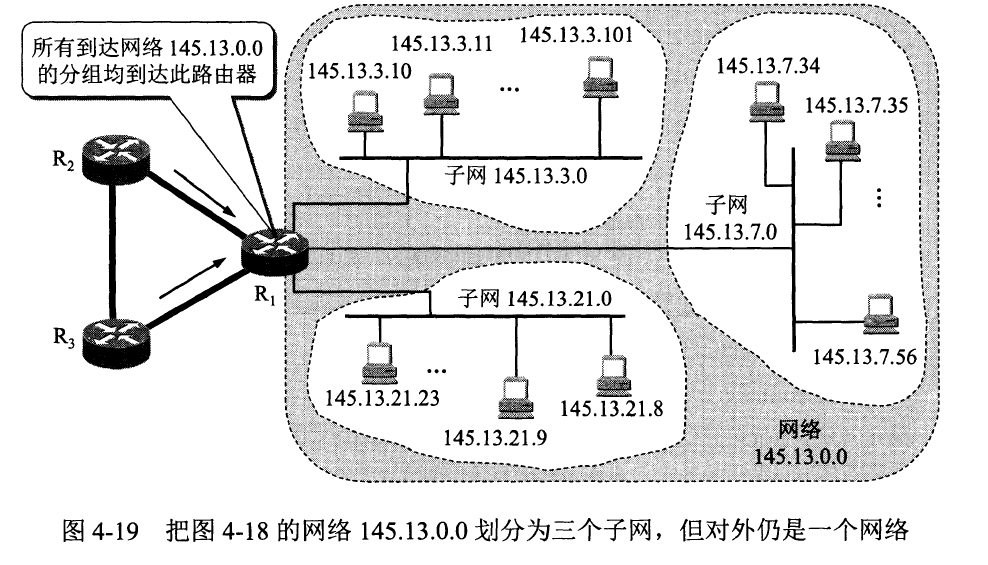 所有到达网络 145.13.0.0
的分组均到达此路由器
145.13.3.10
145.13.3.11
···
145.13.3.101
子网 145.13.3.0
R2
R1
R3
145.13.7.34
145.13.7.35
⋮
子网
145.13.7.0
145.13.7.56
子网 145.13.21.0
145.13.21.23
···
145.13.21.9
145.13.21.8
网络
145.13.0.0
图 4-19 把图 4-18 的网络 145.13.0.0 划分为三个子网，但对外仍是一个网络